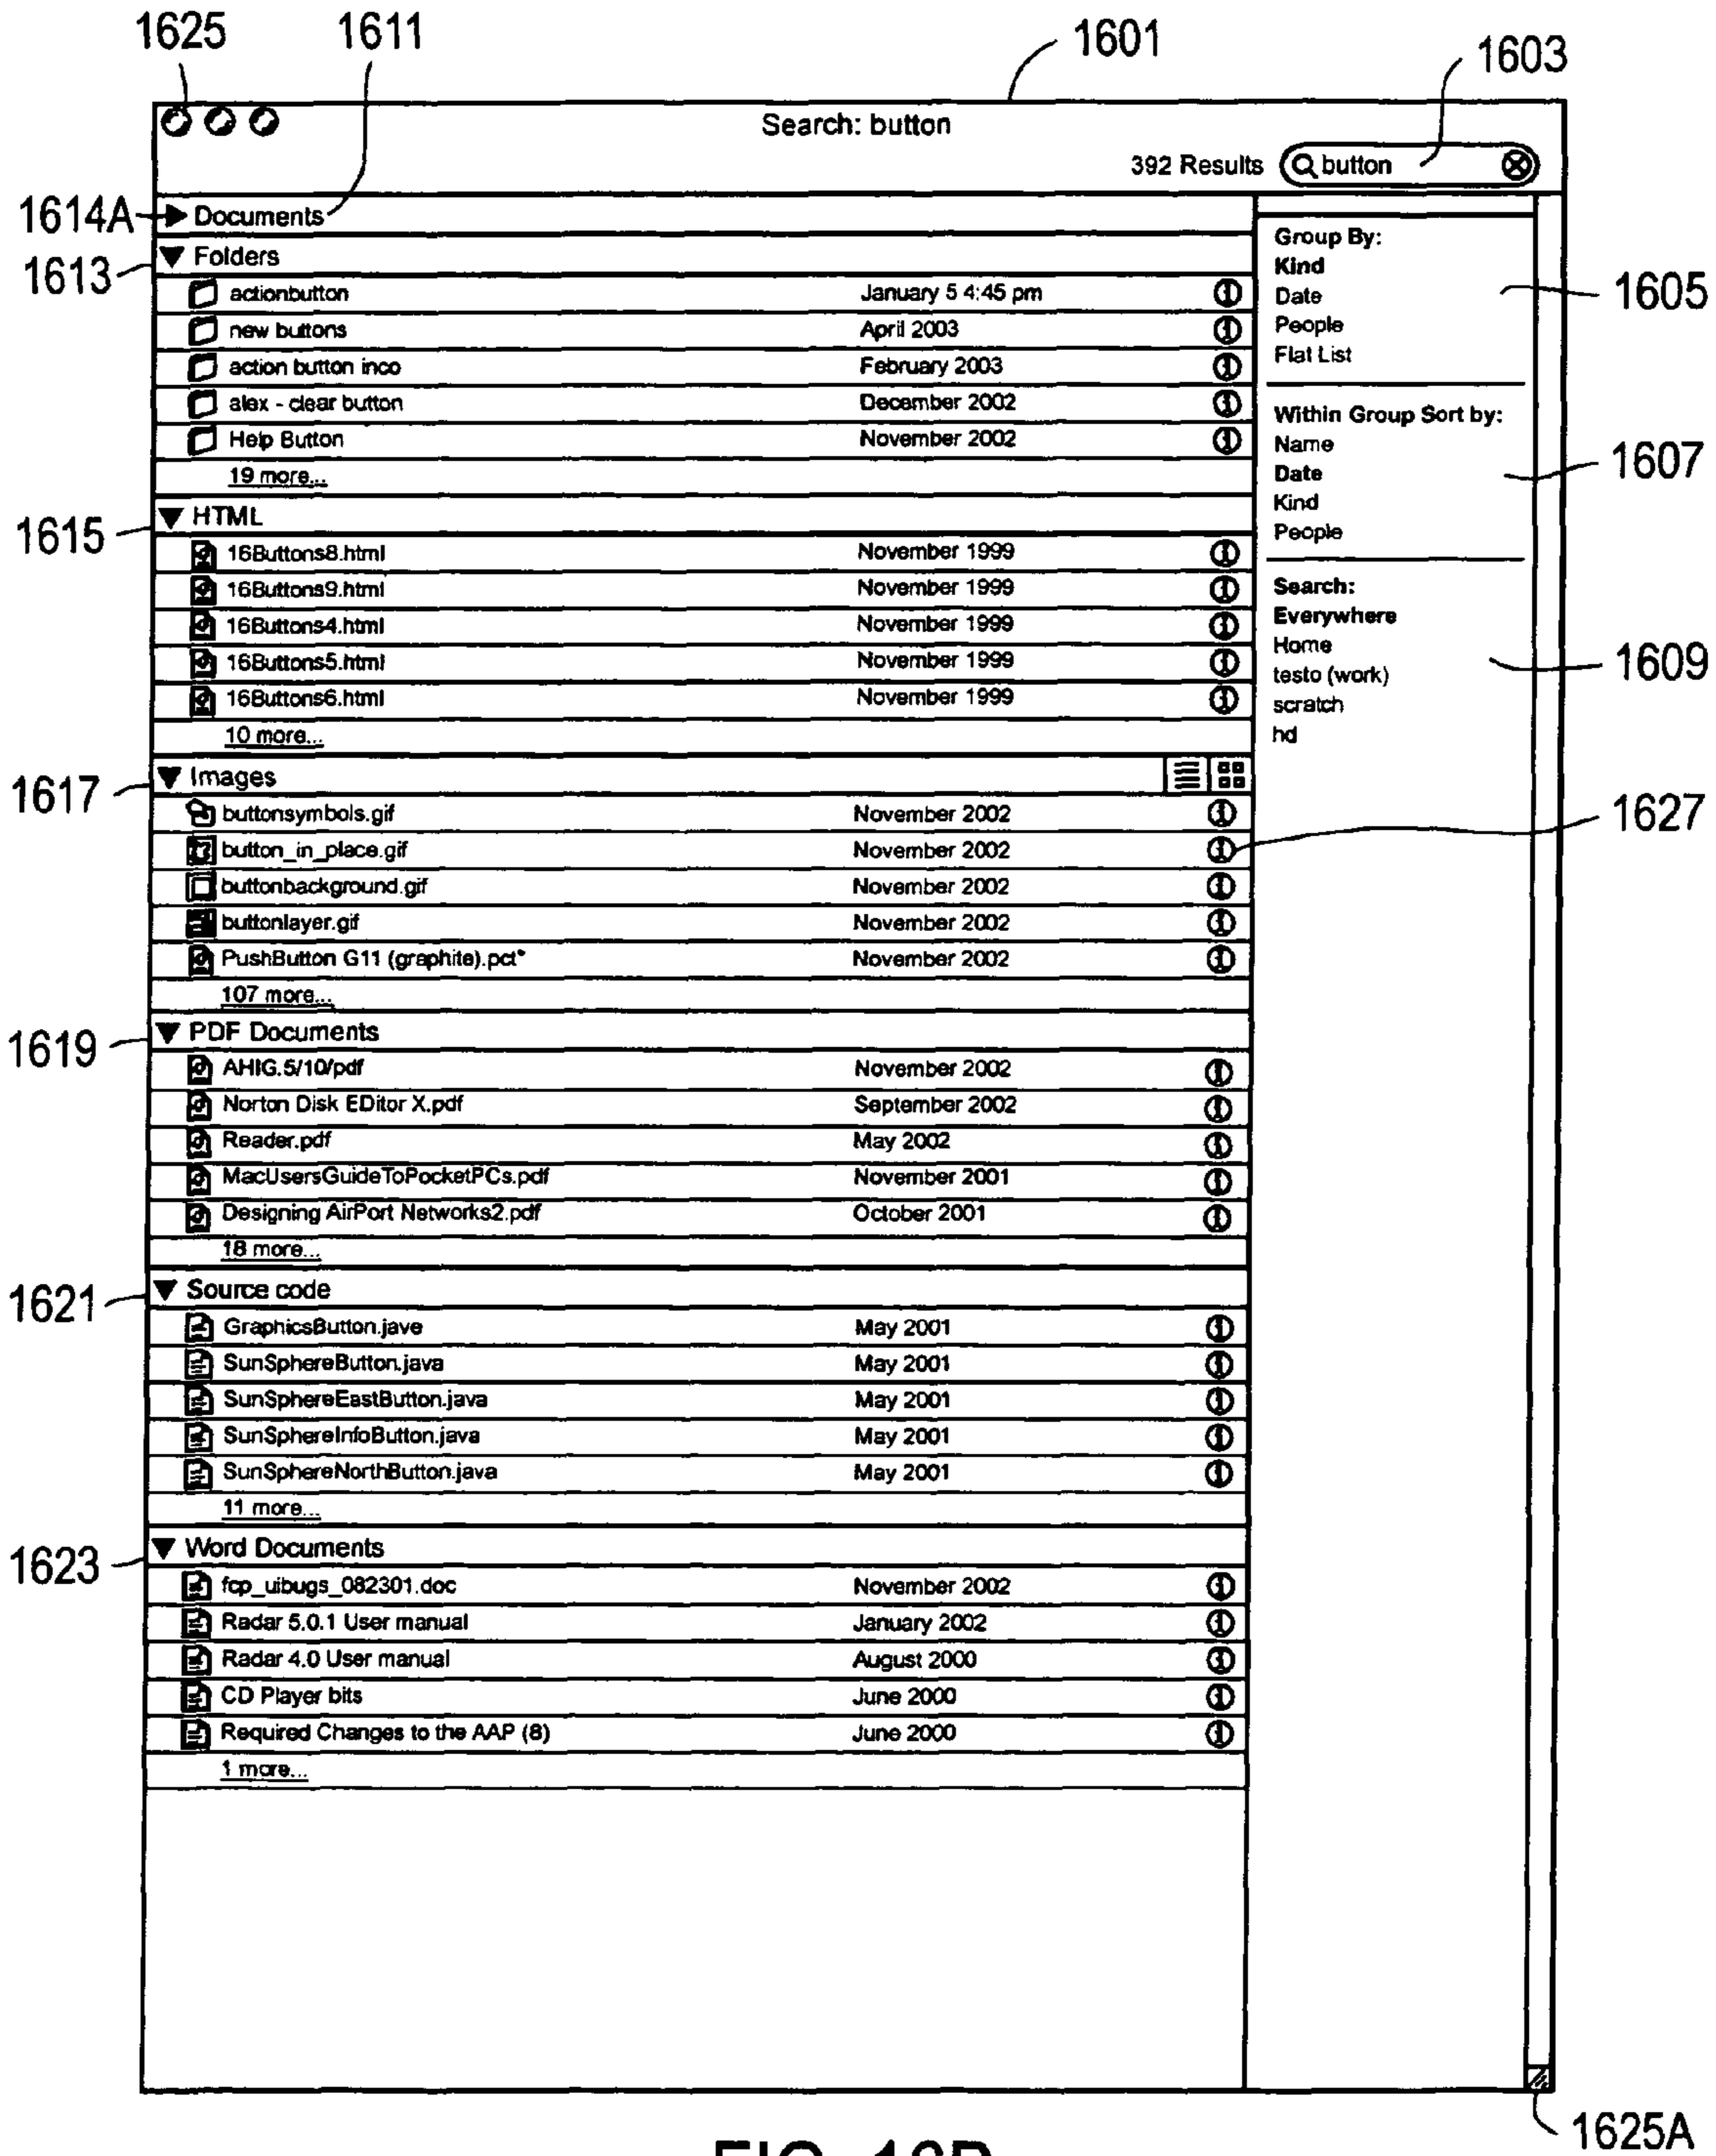 1625 1611 1601 1603
Search: button
392 Results button
1614A Documents
1613 Folders
actionbutton January 5 4:45 pm
new buttons April 2003
action button inco February 2003
alex - clear button December 2002
Help Button November 2002
19 more...
1615 HTML
16Buttons8.html November 1999
16Buttons9.html November 1999
16Buttons4.html November 1999
16Buttons5.html November 1999
16Buttons6.html November 1999
10 more...
1617 Images
buttonsymbols.gif November 2002
button_in_place.gif November 2002
buttonbackground.gif November 2002
buttonlayer.gif November 2002
PushButton G11 (graphite).pct* November 2002
107 more...
1619 PDF Documents
AHIG.5/10/pdf November 2002
Norton Disk EDitor X.pdf September 2002
Reader.pdf May 2002
MacUsersGuideToPocketPCs.pdf November 2001
Designing AirPort Networks2.pdf October 2001
18 more...
1621 Source code
GraphicsButton.jave May 2001
SunSphereButton.java May 2001
SunSphereEastButton.java May 2001
SunSphereInfoButton.java May 2001
SunSphereNorthButton.java May 2001
11 more...
1623 Word Documents
fcp_uibugs_082301.doc November 2002
Radar 5.0.1 User manual January 2002
Radar 4.0 User manual August 2000
CD Player bits June 2000
Required Changes to the AAP (8) June 2000
1 more...
Group By:
Kind
Date 1605
People
Flat List
Within Group Sort by:
Name
Date 1607
Kind
People
Search:
Everywhere
Home
testo (work) 1609
scratch
hd
1627
1625A